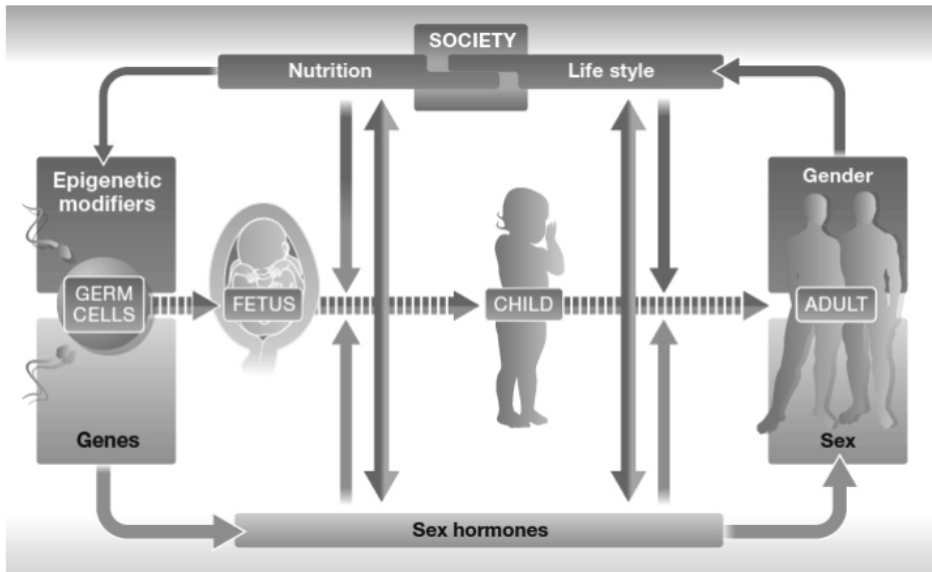 SOCIETY
Nutrition
Life style
Epigenetic
modifiers
Gender
GERM
CELLS
FETUS
CHILD
ADULT
Genes
Sex
Sex hormones